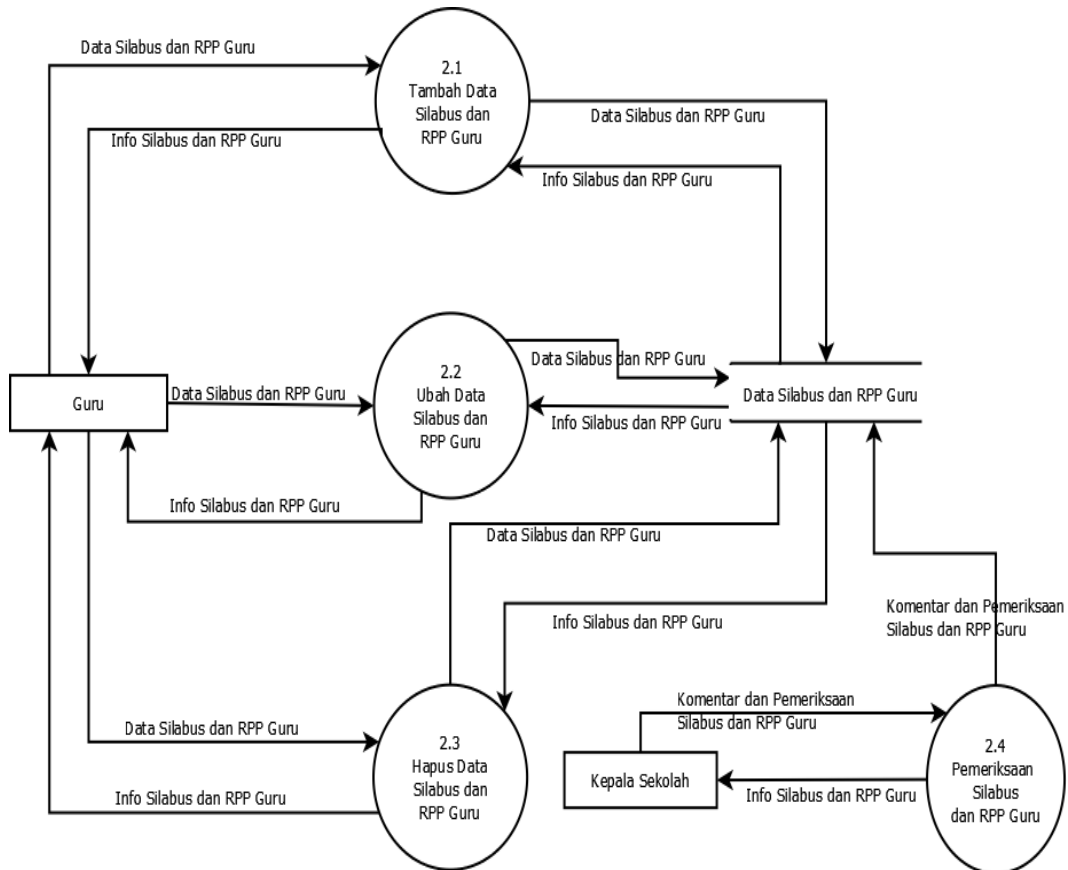 Data Silabus dan RPP Guru
2.1
Tambah Data
Silabus dan
RPP Guru
Info Silabus dan RPP Guru
Data Silabus dan RPP Guru
Info Silabus dan RPP Guru
2.2
Ubah Data
Silabus dan
RPP Guru
Data Silabus dan RPP Guru
Guru
Data Silabus dan RPP Guru
Data Silabus dan RPP Guru
Info Silabus dan RPP Guru
Info Silabus dan RPP Guru
Data Silabus dan RPP Guru
Info Silabus dan RPP Guru
Komentar dan Pemeriksaan
Silabus dan RPP Guru
Komentar dan Pemeriksaan
Silabus dan RPP Guru
Data Silabus dan RPP Guru
2.3
Hapus Data
Silabus dan
RPP Guru
Info Silabus dan RPP Guru
Kepala Sekolah
Info Silabus dan RPP Guru
2.4
Pemeriksaan
Silabus
dan RPP Guru